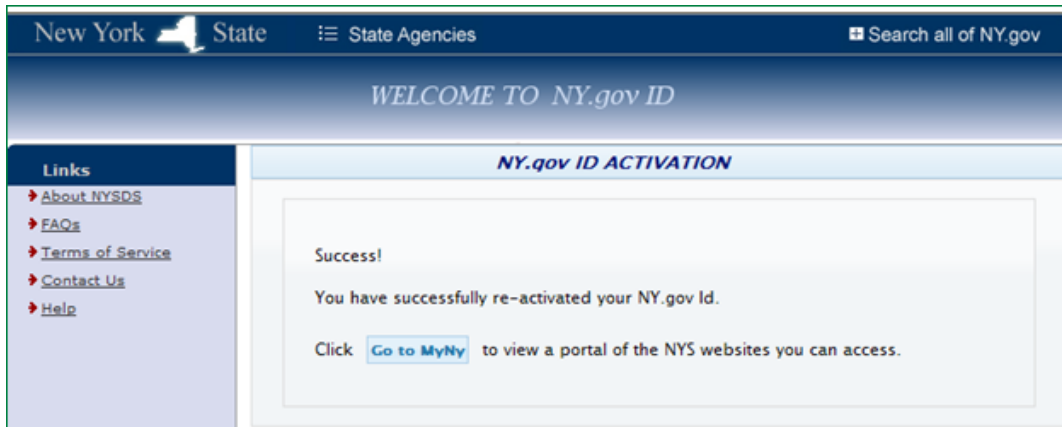 New York State
State Agencies
Search all of NY.gov
WELCOME TO NY.gov ID
Links
About NYSDS
FAQs
Terms of Service
Contact Us
Help
NY.gov ID ACTIVATION
Success!
You have successfully re-activated your NY.gov Id.
Click Go to MyNy to view a portal of the NYS websites you can access.